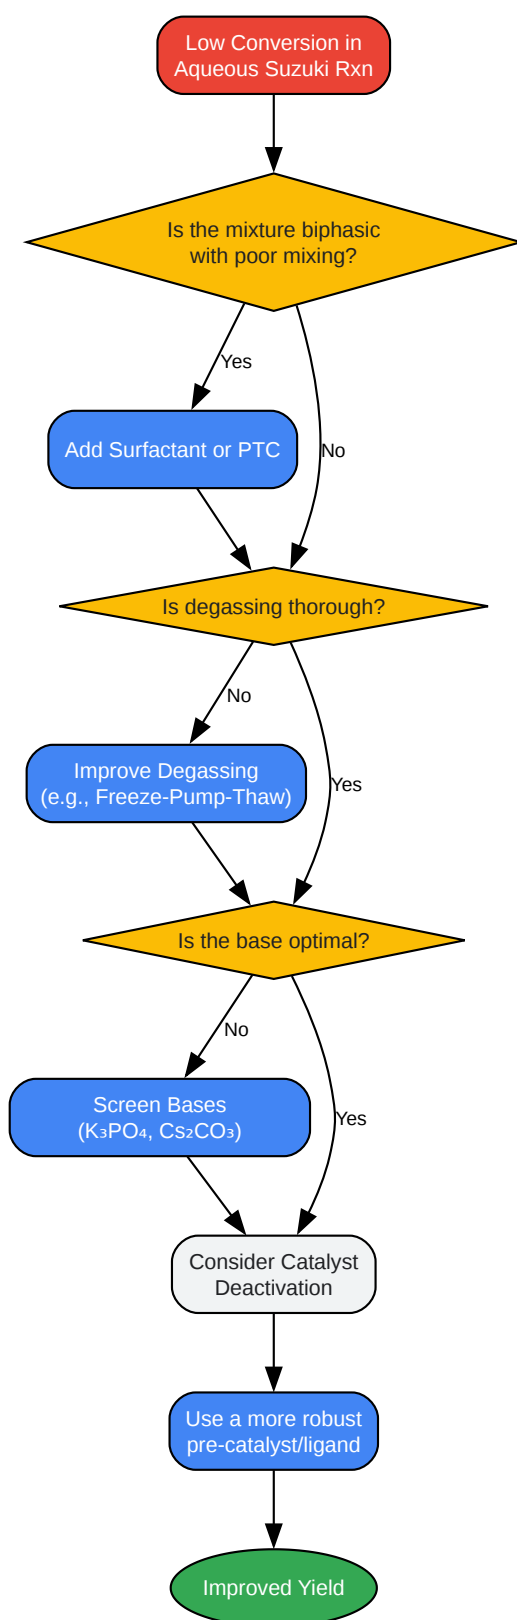 Low Conversion in
Aqueous Suzuki Rxn
Is the mixture biphasic
with poor mixing?
Yes
Add Surfactant or PTC
No
Is degassing thorough?
No
Improve Degassing
(e.g., Freeze-Pump-Thaw)
Yes
Is the base optimal?
No
Screen Bases
(K₃PO₄, Cs₂CO₃)
Yes
Consider Catalyst
Deactivation
Use a more robust
pre-catalyst/ligand
Improved Yield